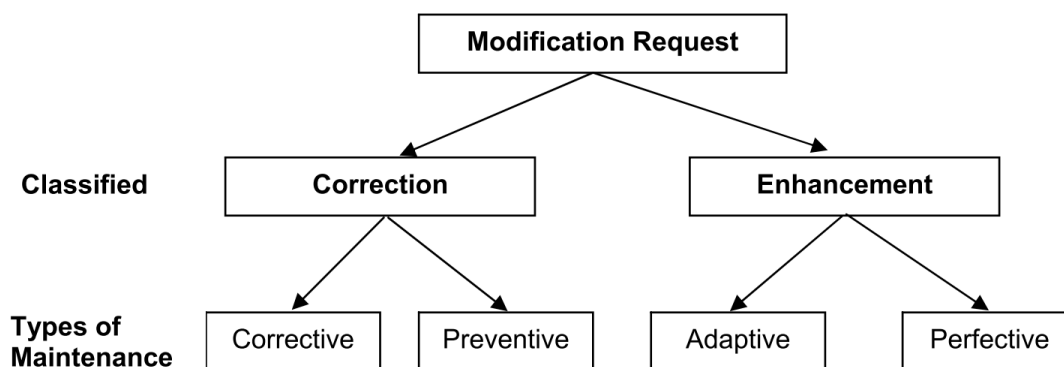 Modification Request
Classified
Correction
Enhancement
Types of
Maintenance
Corrective
Preventive
Adaptive
Perfective